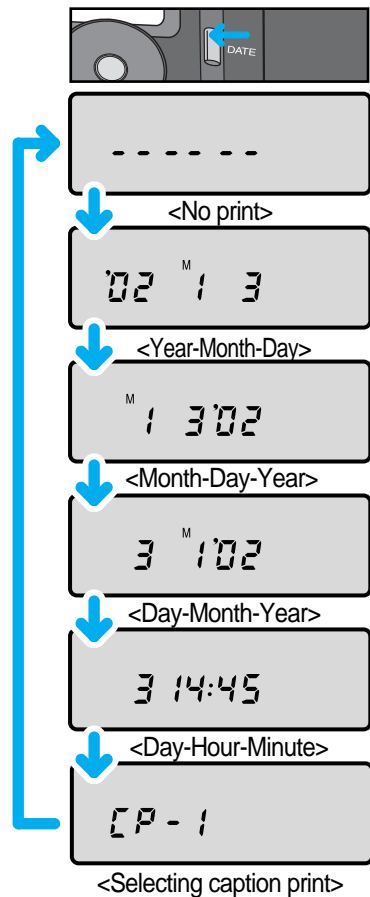 DATE
- - - - - -
<No print>
'02 M 1 3
<Year-Month-Day>
M 1 3 '02
<Month-Day-Year>
3 M 1 '02
<Day-Month-Year>
3 14:45
<Day-Hour-Minute>
CP-1
<Selecting caption print>